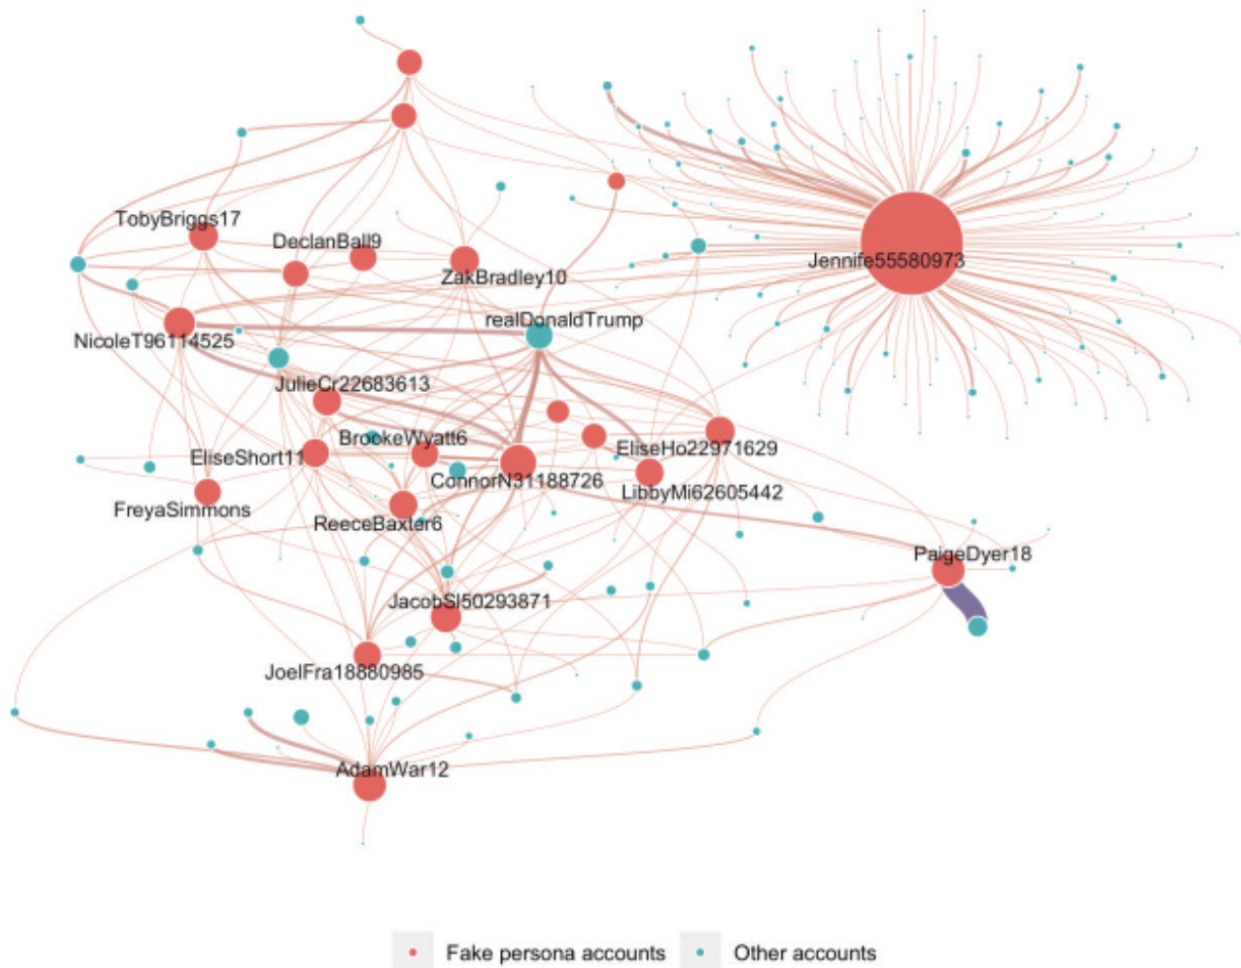 TobyBriggs17
DeclanBall9
Jennife55580973
ZakBradley10
realDonaldTrump
NicoleT96114525
JulieCr22683613
BrookeWyatt6
EliseHo22971629
EliseShort11
ConnorN31188726
LibbyMi62605442
FreyaSimmons
ReeceBaxter6
PaigeDyer18
JacobSl50293871
JoelFra18880985
AdamWar12
Fake persona accounts
Other accounts